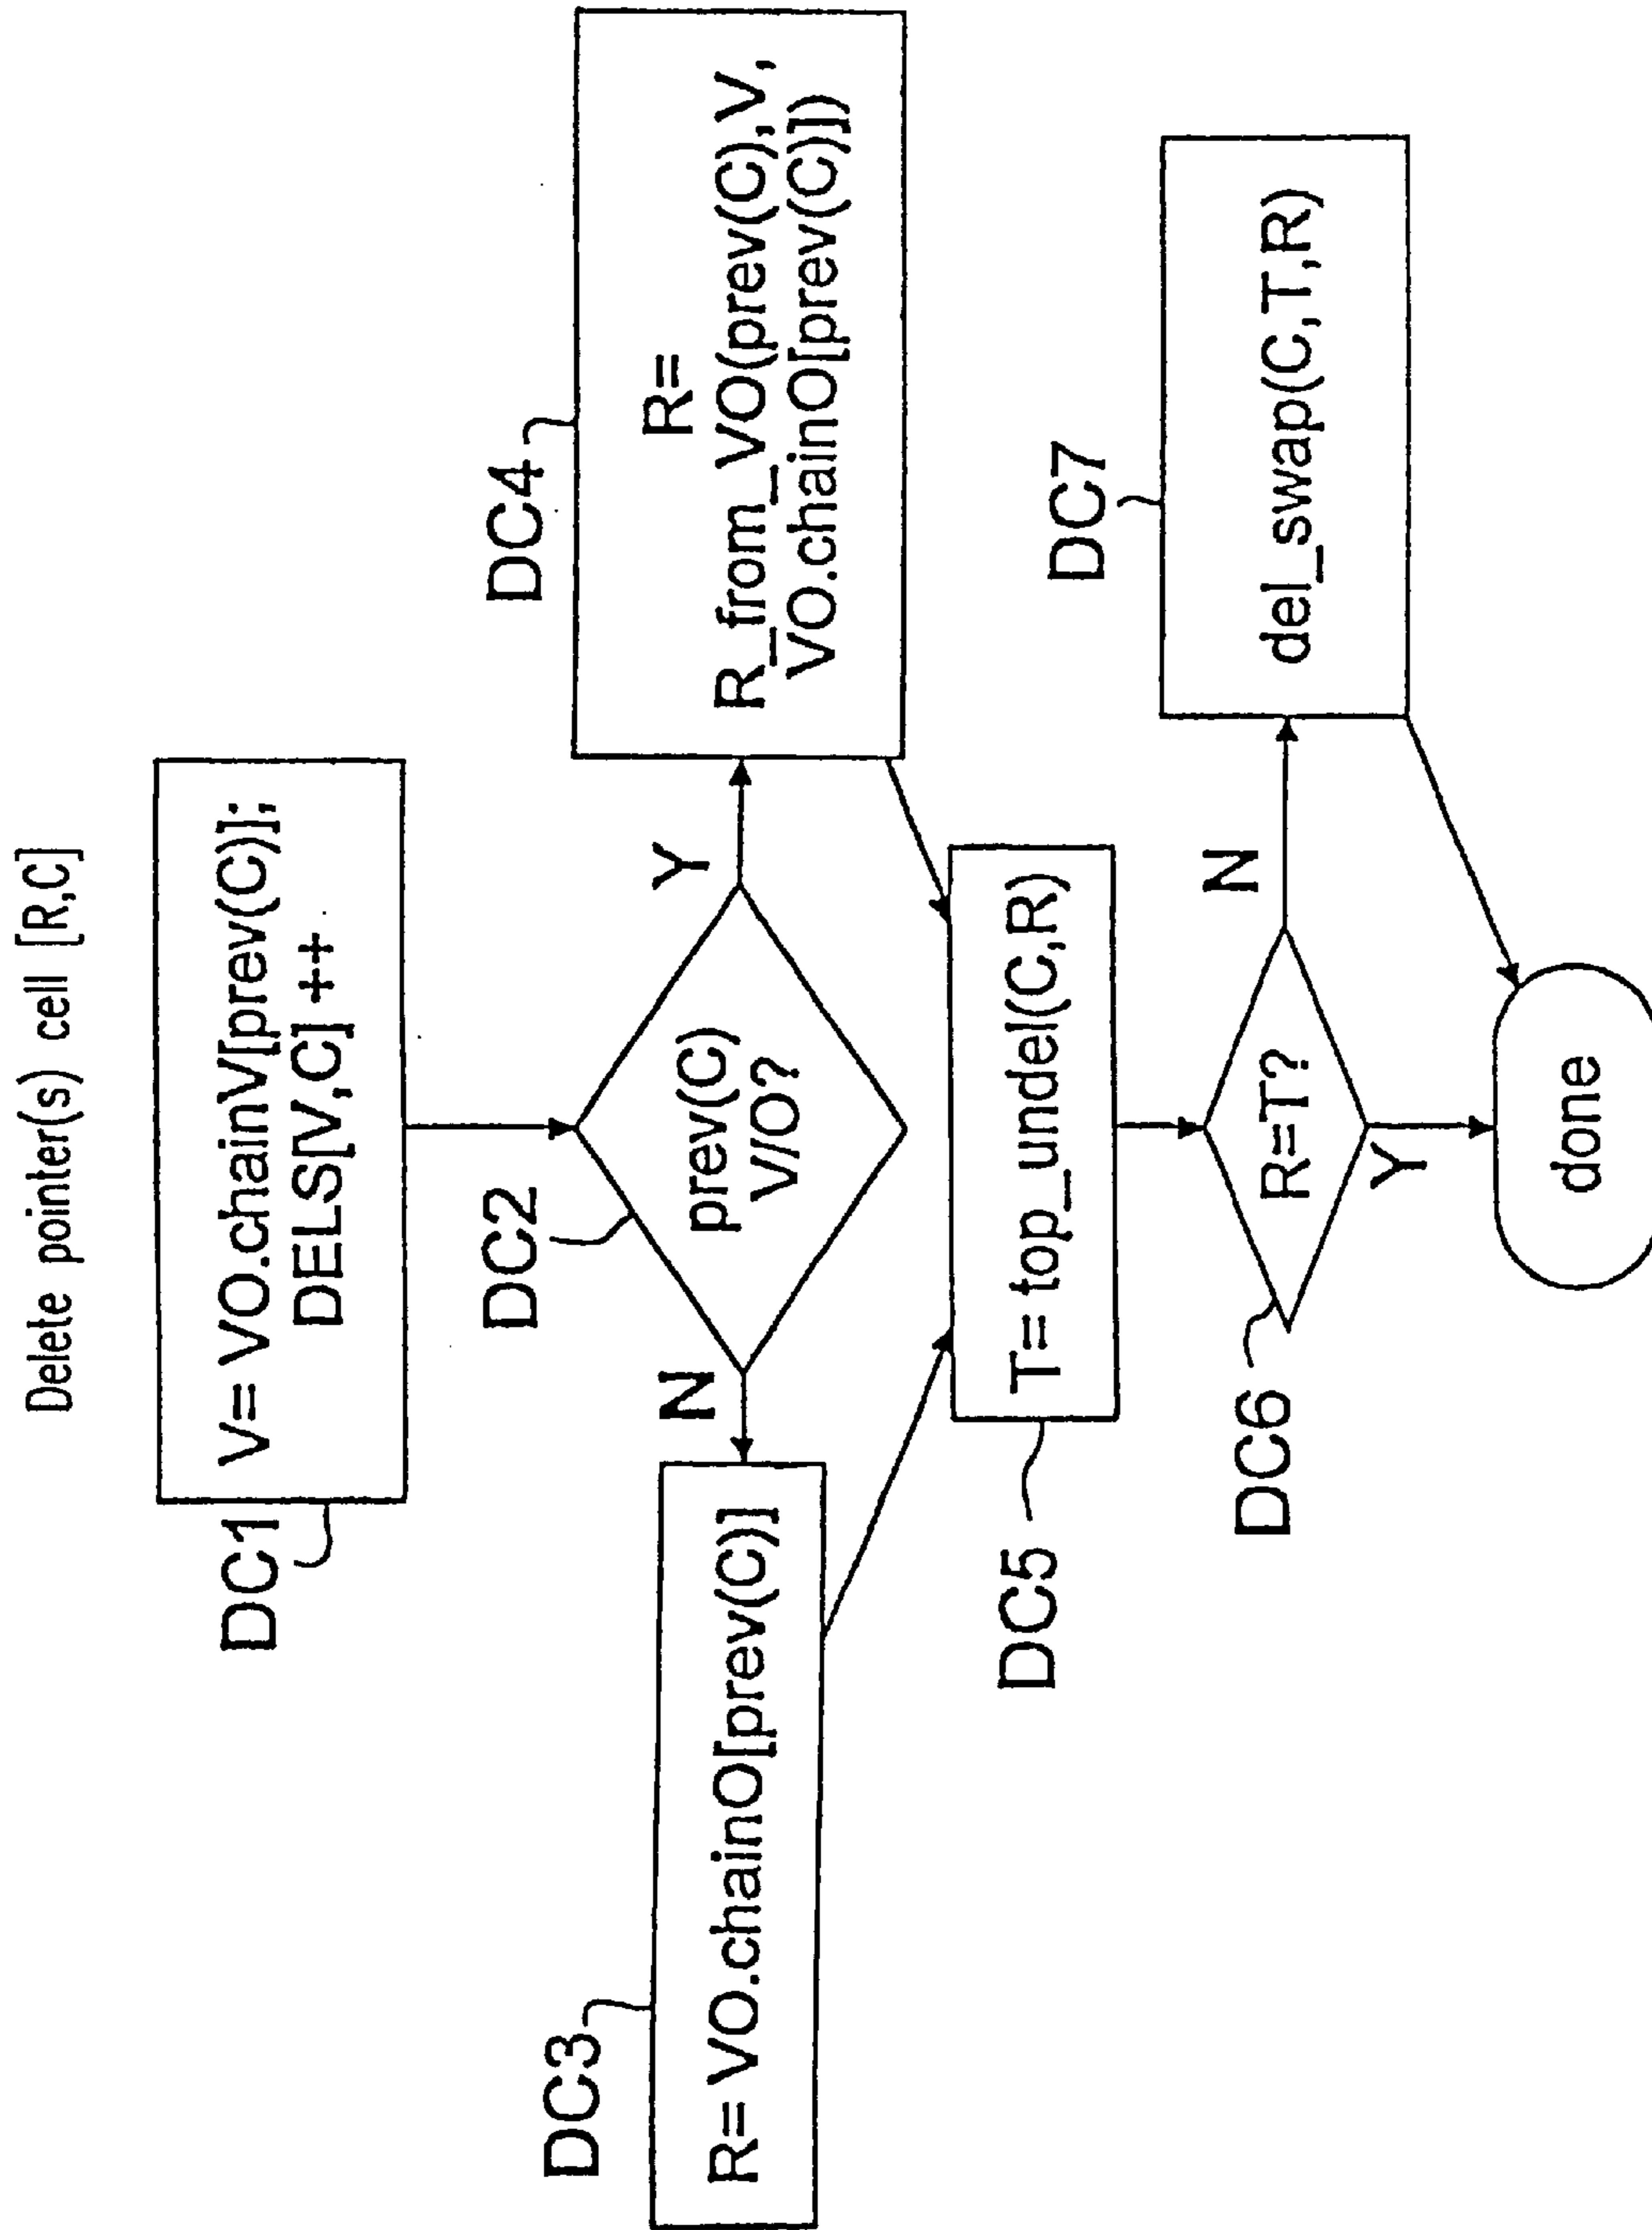 Delete pointer(s) cell [R,C]
DC1
V= VO.chainV[prev(C)];
DELS[V,C] ++
DC2
prev(C)
V/O?
N
Y
DC3
R= VO.chainO[prev(C)]
DC4
R=
R_from_VO(prev(C),V,
VO.chainO[prev(C)])
DC5
T= top_undel(C,R)
DC6
R=T?
N
Y
DC7
del_swap(C,T,R)
done